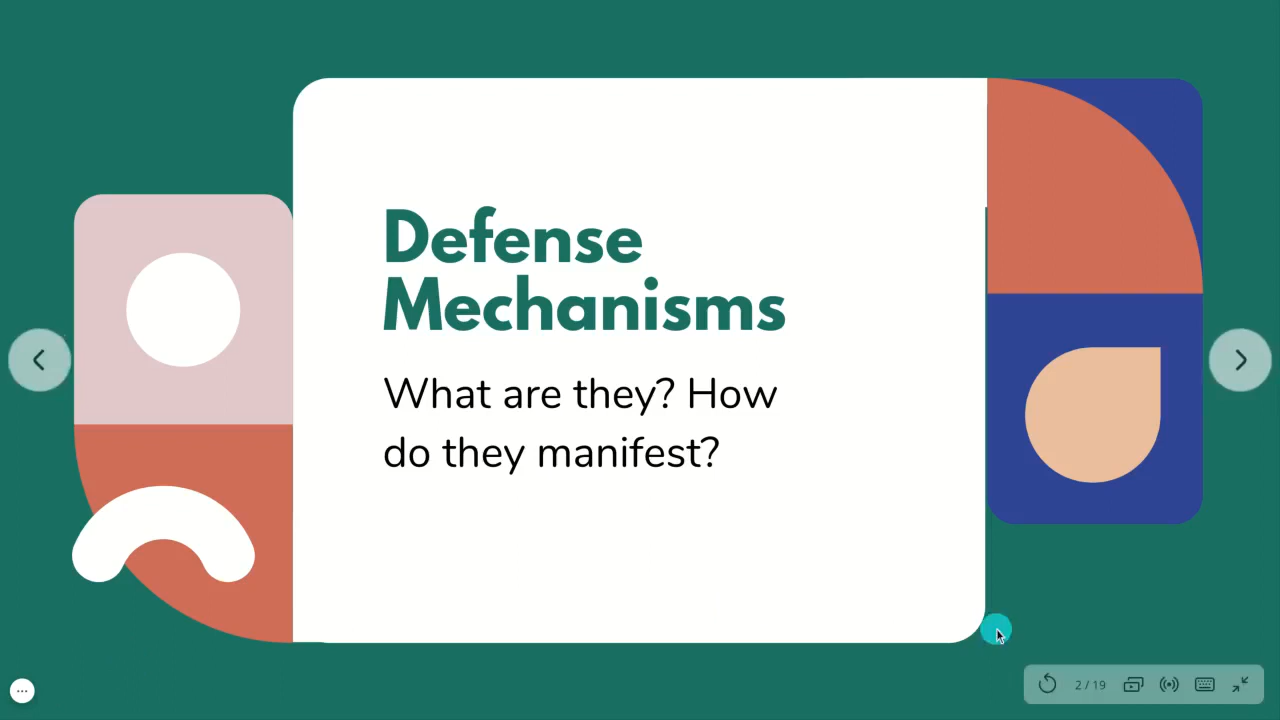 Defense
Mechanisms
What are they? How
do they manifest?
2 / 19